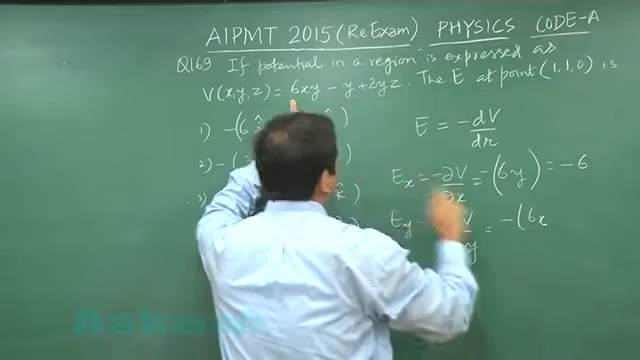 AIPMT 2015 (Re Exam) PHYSICS CODE-A
Q169 If potential in a region is expressed as
V(x,y,z) = 6xy - y + 2yz. The E at point (1,1,0) is
1) -(6
2) -(
3)
E = -dV/dr
Ex = -∂V/∂x = -(6y) = -6
Ey = -(6x
Aakash